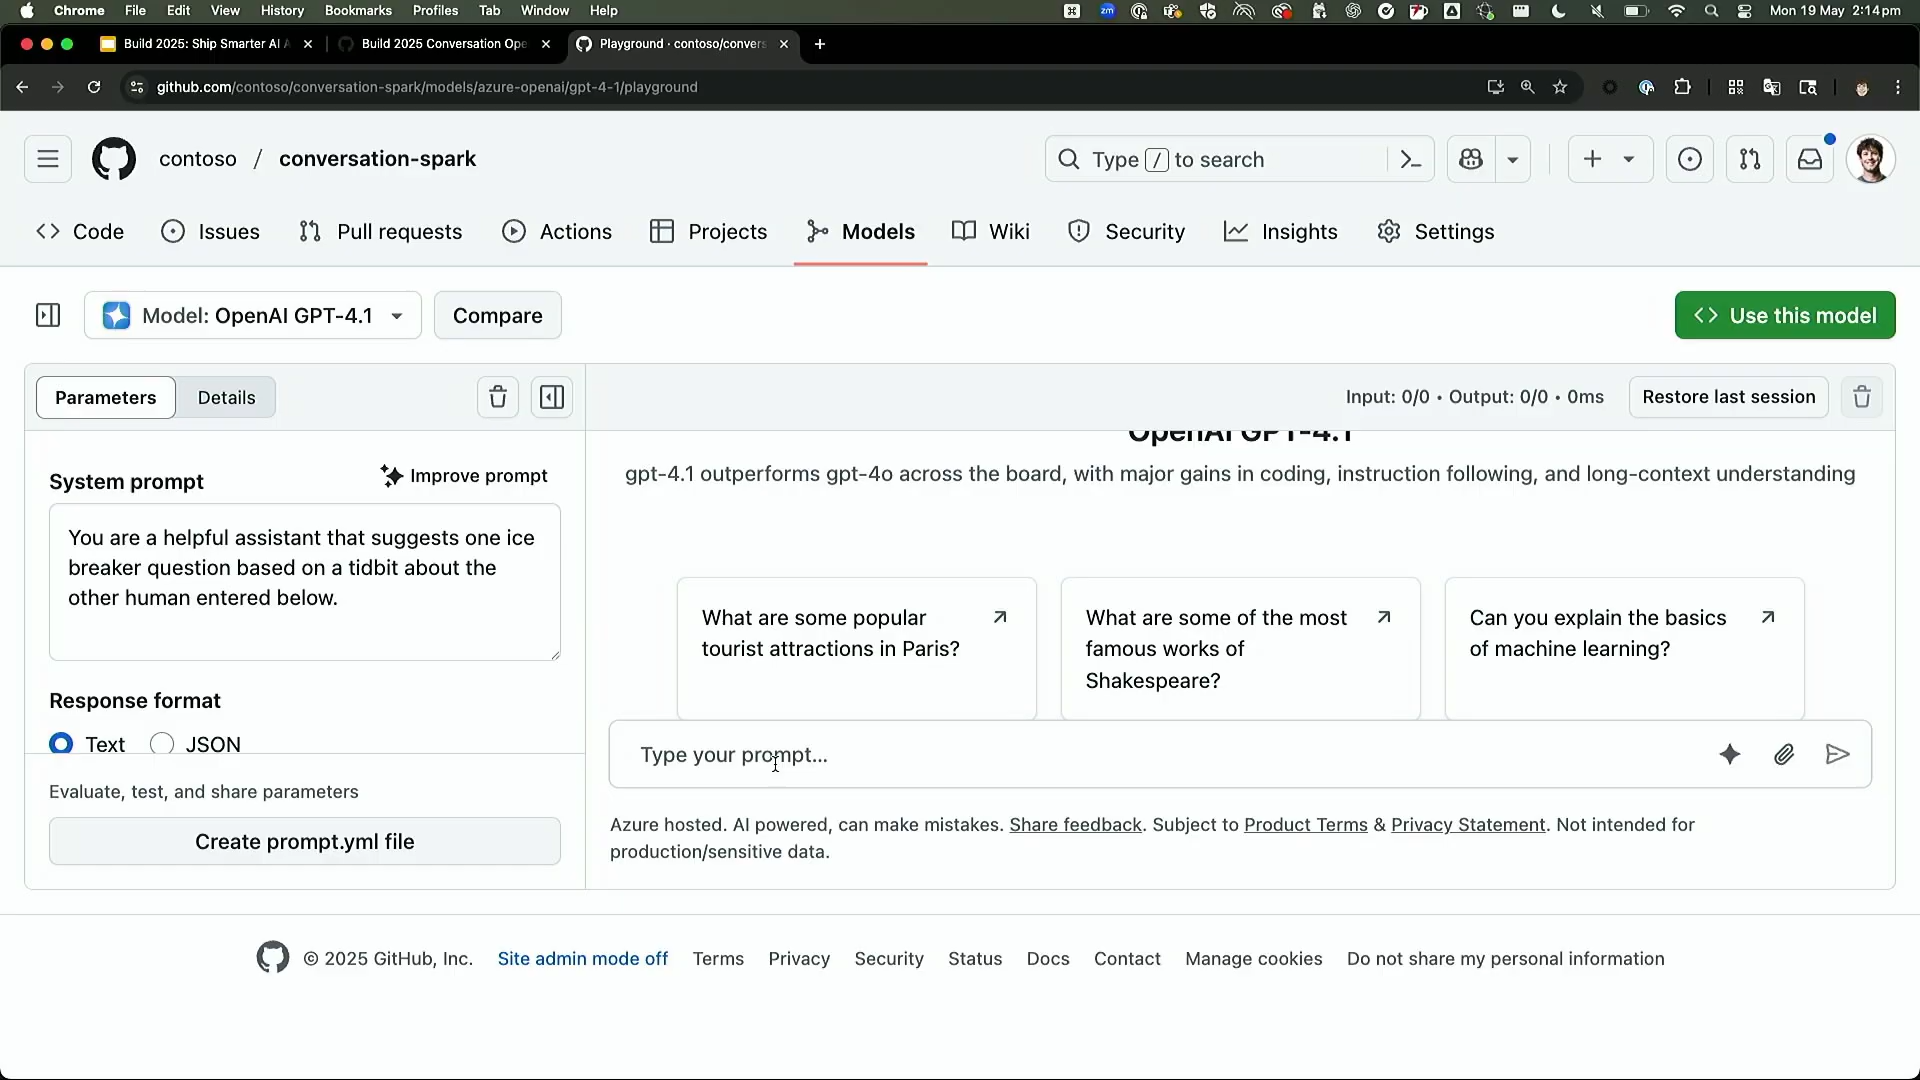 Chrome File Edit View History Bookmarks Profiles Tab Window Help
zm
Mon 19 May 2:14pm
Build 2025: Ship Smarter AI A
Build 2025 Conversation Ope
Playground · contoso/convers
github.com/contoso/conversation-spark/models/azure-openai/gpt-4-1/playground
contoso / conversation-spark
Type / to search
Code Issues Pull requests Actions Projects Models Wiki Security Insights Settings
Model: OpenAI GPT-4.1
Compare
Use this model
Parameters
Details
Input: 0/0 • Output: 0/0 • 0ms
Restore last session
System prompt
Improve prompt
You are a helpful assistant that suggests one ice
breaker question based on a tidbit about the
other human entered below.
Response format
Text JSON
Evaluate, test, and share parameters
Create prompt.yml file
OpenAI GPT-4.1
gpt-4.1 outperforms gpt-4o across the board, with major gains in coding, instruction following, and long-context understanding
What are some popular
tourist attractions in Paris?
What are some of the most
famous works of
Shakespeare?
Can you explain the basics
of machine learning?
Type your prompt...
Azure hosted. AI powered, can make mistakes. Share feedback. Subject to Product Terms & Privacy Statement. Not intended for
production/sensitive data.
© 2025 GitHub, Inc. Site admin mode off Terms Privacy Security Status Docs Contact Manage cookies Do not share my personal information